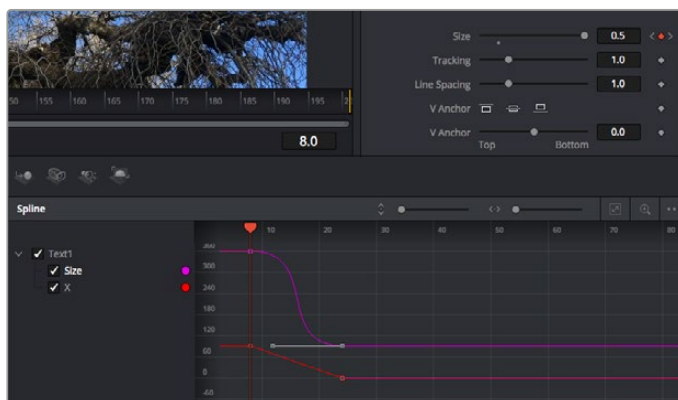 Size 0.5
Tracking 1.0
Line Spacing 1.0
V Anchor
V Anchor 0.0
Top Bottom
50 155 160 165 170 175 180 185 190 195
8.0
Spline
10 20 30 40 50 60 70 80
Text1
Size
X
360
300
240
180
120
60
0
-60